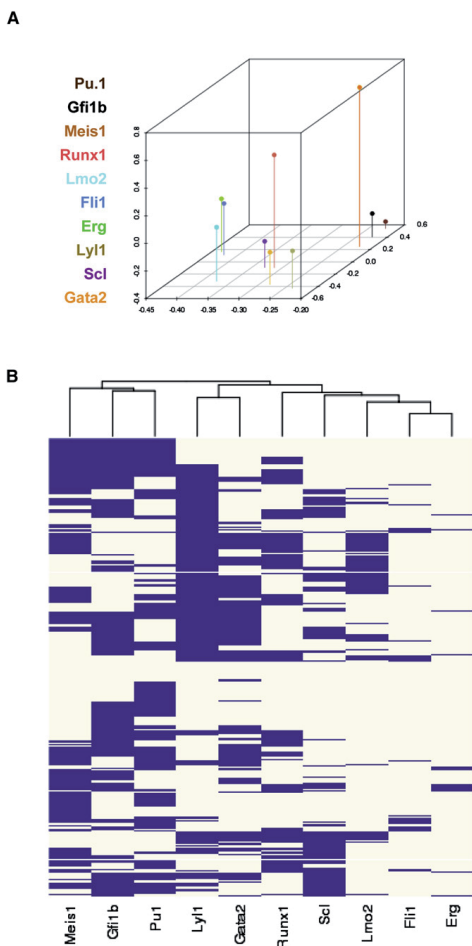 A
Pu.1
Gfi1b
Meis1
Runx1
Lmo2
Fli1
Erg
Lyl1
Scl
Gata2
0.8
0.6
0.4
0.2
0.0
-0.2
-0.4
-0.45
-0.40
-0.35
-0.30
-0.25
-0.20
-0.6
-0.4
-0.2
0.0
0.2
0.4
0.6
B
Meis1
Gfi1b
Pu1
Lyl1
Gata2
Runx1
Scl
Lmo2
Fli1
Erg